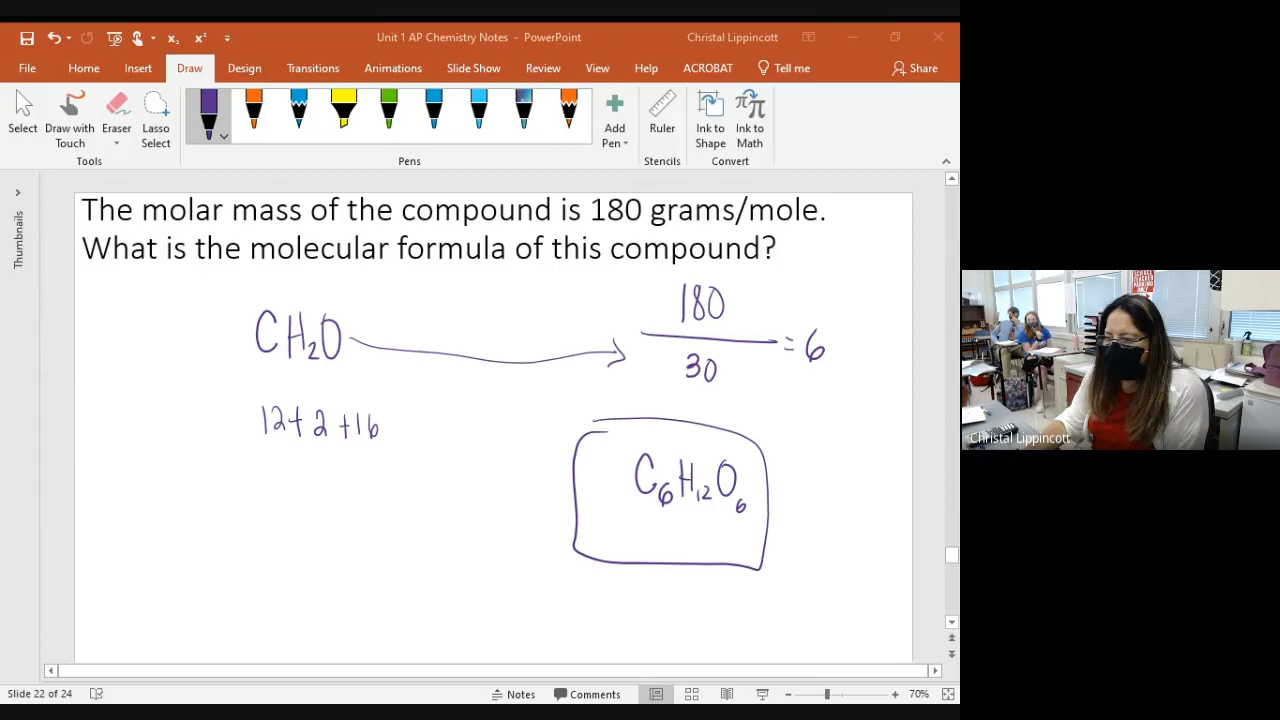 Unit 1 AP Chemistry Notes - PowerPoint
Christal Lippincott
File Home Insert Draw Design Transitions Animations Slide Show Review View Help ACROBAT Tell me Share
Select
Draw with Touch
Eraser
Lasso Select
Add Pen
Ruler
Ink to Shape
Ink to Math
Tools Pens Stencils Convert
Thumbnails
The molar mass of the compound is 180 grams/mole.
What is the molecular formula of this compound?
CH₂O
180
30
= 6
12 + 2 + 16
C₆H₁₂O₆
Christal Lippincott
Slide 22 of 24 Notes Comments 70%